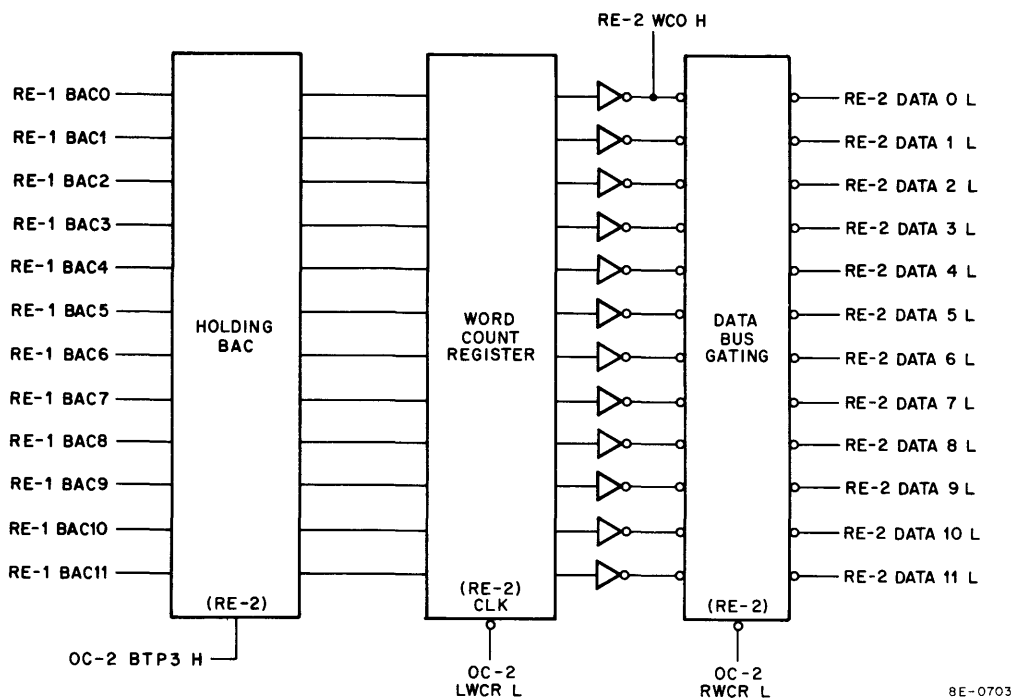 RE-2 WCO H
RE-1 BAC0
RE-1 BAC1
RE-1 BAC2
RE-1 BAC3
RE-1 BAC4
RE-1 BAC5
RE-1 BAC6
RE-1 BAC7
RE-1 BAC8
RE-1 BAC9
RE-1 BAC10
RE-1 BAC11
HOLDING
BAC
(RE-2)
OC-2 BTP3 H
WORD
COUNT
REGISTER
(RE-2)
CLK
OC-2
LWCR L
DATA
BUS
GATING
(RE-2)
OC-2
RWCR L
RE-2 DATA 0 L
RE-2 DATA 1 L
RE-2 DATA 2 L
RE-2 DATA 3 L
RE-2 DATA 4 L
RE-2 DATA 5 L
RE-2 DATA 6 L
RE-2 DATA 7 L
RE-2 DATA 8 L
RE-2 DATA 9 L
RE-2 DATA 10 L
RE-2 DATA 11 L
8E-0703